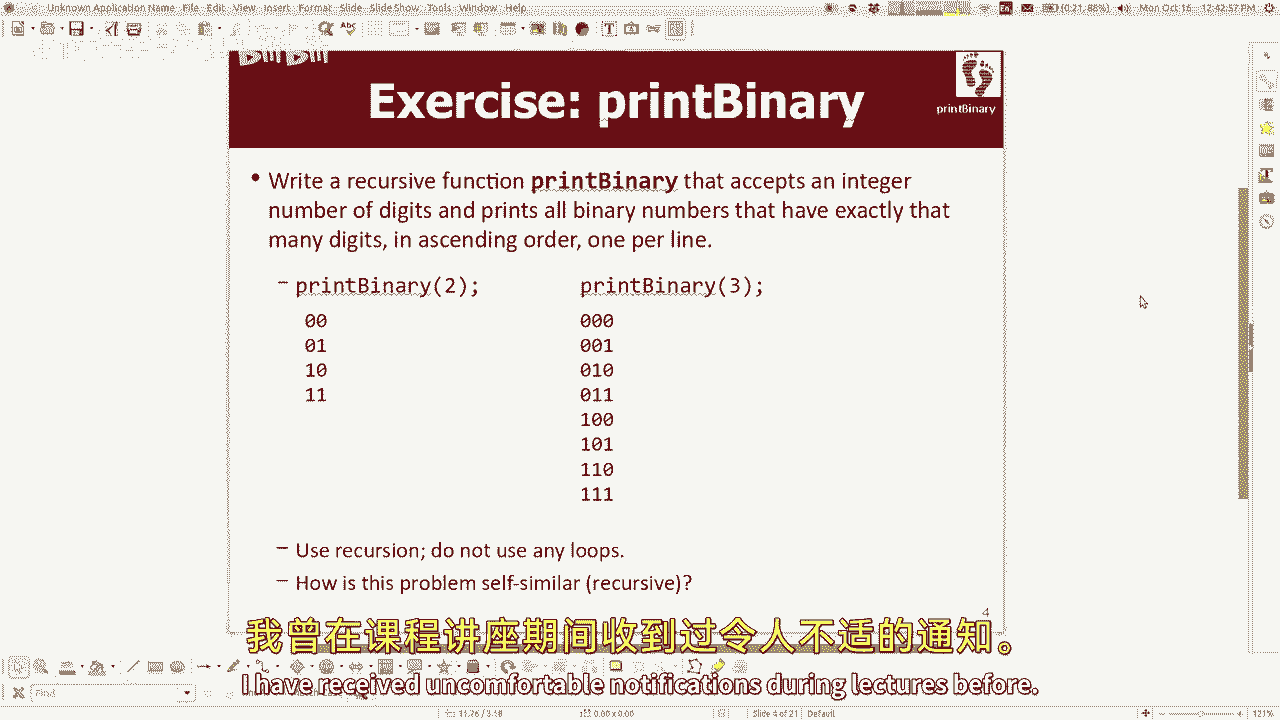 Unknown Application Name File Edit View Insert Format Slide Slide Show Tools Window Help
En (0:21, 88%) Mon Oct 16 12:42:57 PM
Exercise: printBinary
printBinary
• Write a recursive function printBinary that accepts an integer
number of digits and prints all binary numbers that have exactly that
many digits, in ascending order, one per line.
– printBinary(2); printBinary(3);
00 000
01 001
10 010
11 011
100
101
110
111
– Use recursion; do not use any loops.
– How is this problem self-similar (recursive)?
4
我曾在课程讲座期间收到过令人不适的通知。
I have received uncomfortable notifications during lectures before.
Find
0.00 x 0.00 Slide 4 of 21 Default 121%